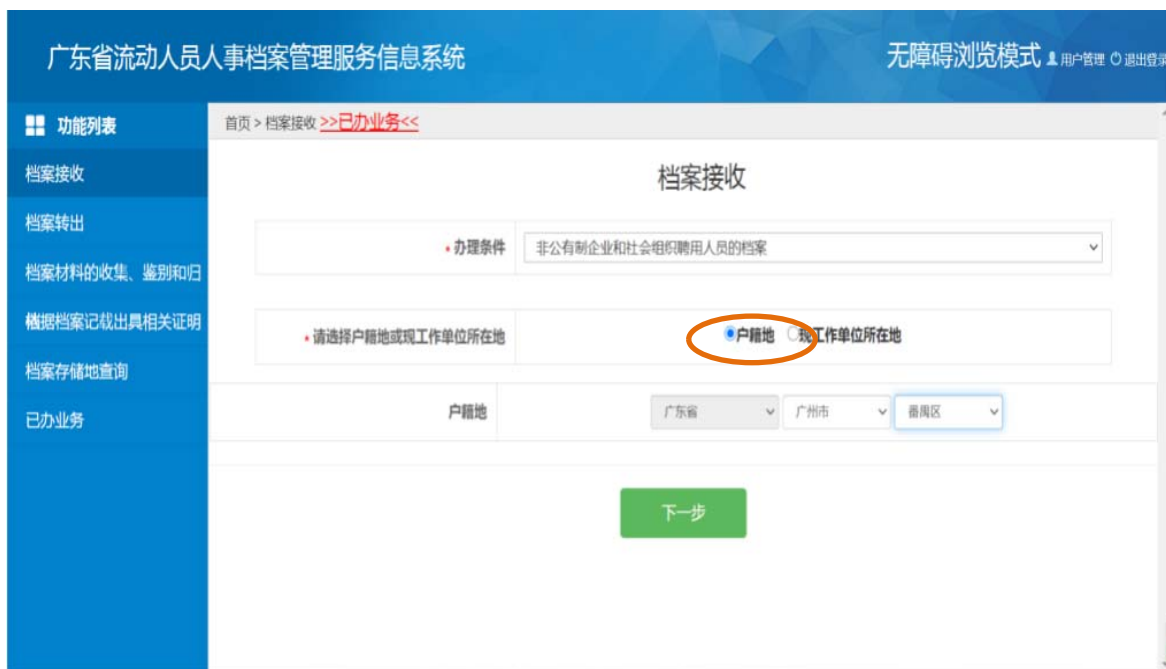 广东省流动人员人事档案管理服务信息系统
无障碍浏览模式 用户管理 退出登录
功能列表
首页 > 档案接收 >>已办业务<<
档案接收
档案接收
档案转出
* 办理条件
非公有制企业和社会组织聘用人员的档案
档案材料的收集、鉴别和归
依据档案记载出具相关证明
* 请选择户籍地或现工作单位所在地
户籍地 现工作单位所在地
档案存储地查询
户籍地
广东省 广州市 番禺区
已办业务
下一步